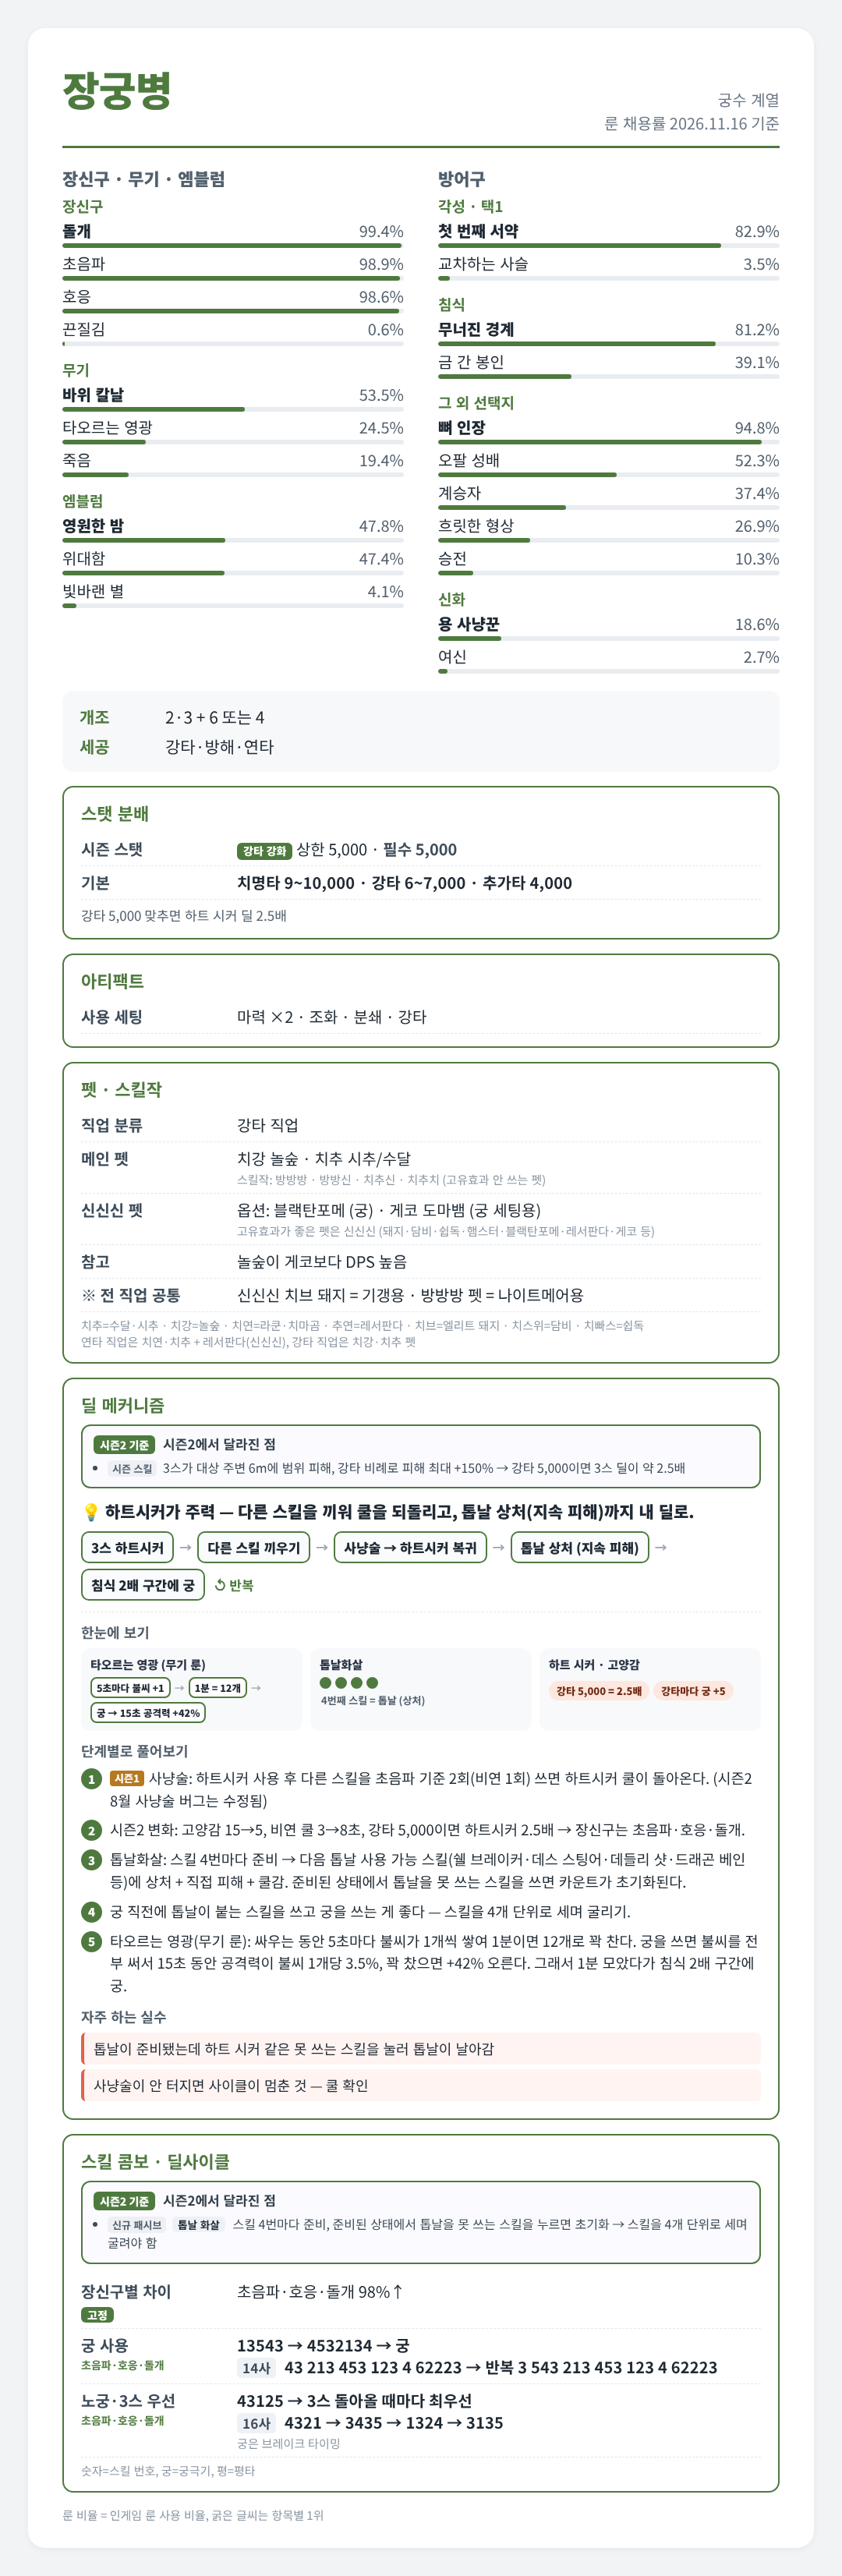 장궁병
궁수 계열
룬 채용률 2026.11.16 기준
장신구 · 무기 · 엠블럼
장신구
돌개 99.4%
초음파 98.9%
호응 98.6%
끈질김 0.6%
무기
바위 칼날 53.5%
타오르는 영광 24.5%
죽음 19.4%
엠블럼
영원한 밤 47.8%
위대함 47.4%
빛바랜 별 4.1%
방어구
각성 · 택1
첫 번째 서약 82.9%
교차하는 사슬 3.5%
침식
무너진 경계 81.2%
금 간 봉인 39.1%
그 외 선택지
뼈 인장 94.8%
오팔 성배 52.3%
계승자 37.4%
흐릿한 형상 26.9%
승전 10.3%
신화
용 사냥꾼 18.6%
여신 2.7%
개조 2·3 + 6 또는 4
세공 강타·방해·연타
스탯 분배
시즌 스탯 강타 강화 상한 5,000 · 필수 5,000
기본 치명타 9~10,000 · 강타 6~7,000 · 추가타 4,000
강타 5,000 맞추면 하트 시커 딜 2.5배
아티팩트
사용 세팅 마력 ×2 · 조화 · 분쇄 · 강타
펫 · 스킬작
직업 분류 강타 직업
메인 펫 치강 놀숲 · 치추 시추/수달
스킬작: 방방방 · 방방신 · 치추신 · 치추치 (고유효과 안 쓰는 펫)
신신신 펫 옵션: 블랙탄포메 (궁) · 게코 도마뱀 (궁 세팅용)
고유효과가 좋은 펫은 신신신 (돼지·담비·쉽독·햄스터·블랙탄포메·레서판다·게코 등)
참고 놀숲이 게코보다 DPS 높음
※ 전 직업 공통 신신신 치브 돼지 = 기갱용 · 방방방 펫 = 나이트메어용
치추=수달·시추 · 치강=놀숲 · 치연=라쿤·치마곰 · 추연=레서판다 · 치브=엘리트 돼지 · 치스위=담비 · 치빠스=쉽독
연타 직업은 치연·치추 + 레서판다(신신신), 강타 직업은 치강·치추 펫
딜 메커니즘
시즌2 기준 시즌2에서 달라진 점
• 시즌 스킬 3스가 대상 주변 6m에 범위 피해, 강타 비례로 피해 최대 +150% → 강타 5,000이면 3스 딜이 약 2.5배
💡 하트시커가 주력 — 다른 스킬을 끼워 쿨을 되돌리고, 톱날 상처(지속 피해)까지 내 딜로.
3스 하트시커 → 다른 스킬 끼우기 → 사냥술 → 하트시커 복귀 → 톱날 상처 (지속 피해) →
침식 2배 구간에 궁 ↺ 반복
한눈에 보기
타오르는 영광 (무기 룬)
5초마다 불씨 +1 → 1분 = 12개 →
궁 → 15초 공격력 +42%
톱날화살
4번째 스킬 = 톱날 (상처)
하트 시커 · 고양감
강타 5,000 = 2.5배 강타마다 궁 +5
단계별로 풀어보기
1 시즌1 사냥술: 하트시커 사용 후 다른 스킬을 초음파 기준 2회(비연 1회) 쓰면 하트시커 쿨이 돌아온다. (시즌2
8월 사냥술 버그는 수정됨)
2 시즌2 변화: 고양감 15→5, 비연 쿨 3→8초, 강타 5,000이면 하트시커 2.5배 → 장신구는 초음파·호응·돌개.
3 톱날화살: 스킬 4번마다 준비 → 다음 톱날 사용 가능 스킬(쉘 브레이커·데스 스팅어·데들리 샷·드래곤 베인
등)에 상처 + 직접 피해 + 쿨감. 준비된 상태에서 톱날을 못 쓰는 스킬을 쓰면 카운트가 초기화된다.
4 궁 직전에 톱날이 붙는 스킬을 쓰고 궁을 쓰는 게 좋다 — 스킬을 4개 단위로 세며 굴리기.
5 타오르는 영광(무기 룬): 싸우는 동안 5초마다 불씨가 1개씩 쌓여 1분이면 12개로 꽉 찬다. 궁을 쓰면 불씨를 전
부 써서 15초 동안 공격력이 불씨 1개당 3.5%, 꽉 찼으면 +42% 오른다. 그래서 1분 모았다가 침식 2배 구간에
궁.
자주 하는 실수
톱날이 준비됐는데 하트 시커 같은 못 쓰는 스킬을 눌러 톱날이 날아감
사냥술이 안 터지면 사이클이 멈춘 것 — 쿨 확인
스킬 콤보 · 딜사이클
시즌2 기준 시즌2에서 달라진 점
• 신규 패시브 톱날 화살 스킬 4번마다 준비, 준비된 상태에서 톱날을 못 쓰는 스킬을 누르면 초기화 → 스킬을 4개 단위로 세며
굴려야 함
장신구별 차이 초음파·호응·돌개 98%↑
고정
궁 사용 13543 → 4532134 → 궁
초음파·호응·돌개 14사 43 213 453 123 4 62223 → 반복 3 543 213 453 123 4 62223
노궁·3스 우선 43125 → 3스 돌아올 때마다 최우선
초음파·호응·돌개 16사 4321 → 3435 → 1324 → 3135
궁은 브레이크 타이밍
숫자=스킬 번호, 궁=궁극기, 평=평타
룬 비율 = 인게임 룬 사용 비율, 굵은 글씨는 항목별 1위